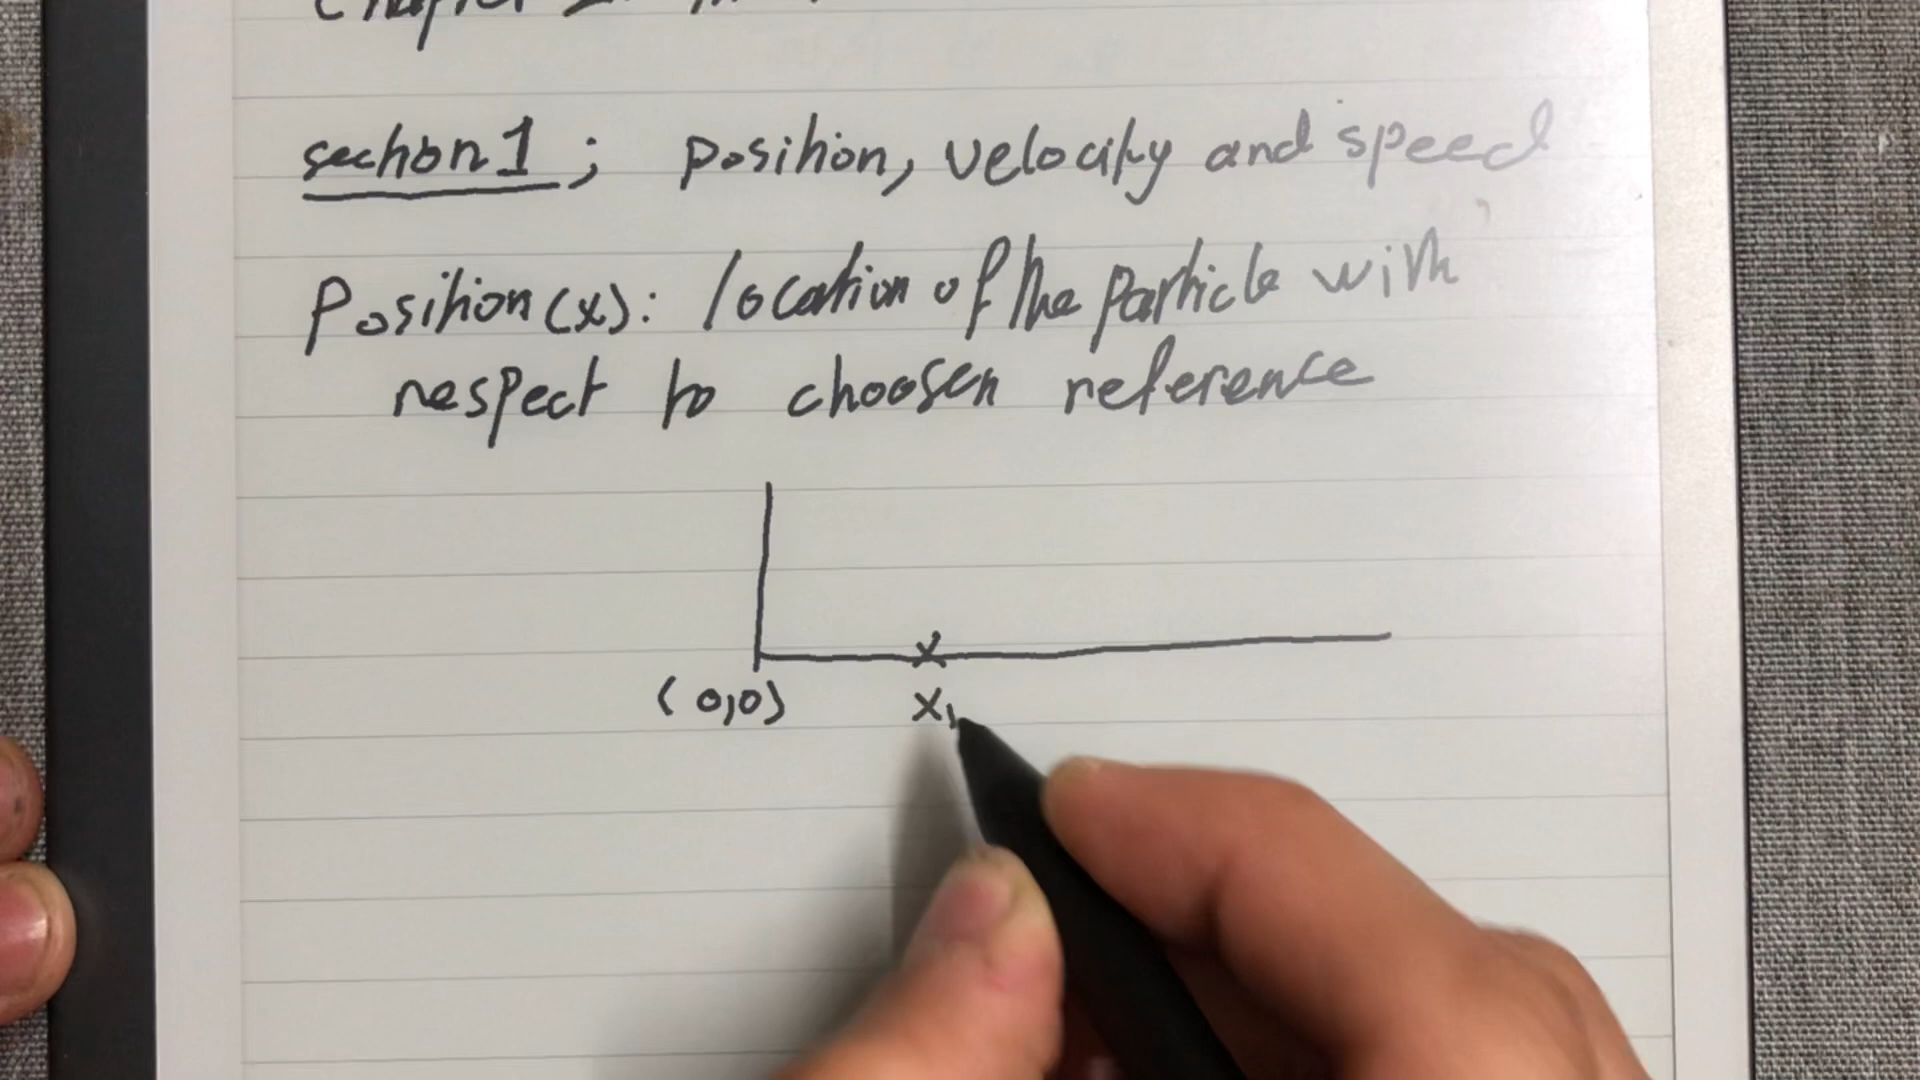 Chapter
section 1; position, velocity and speed
Position (x): location of the particle with
respect to choosen reference
(0,0) x₁